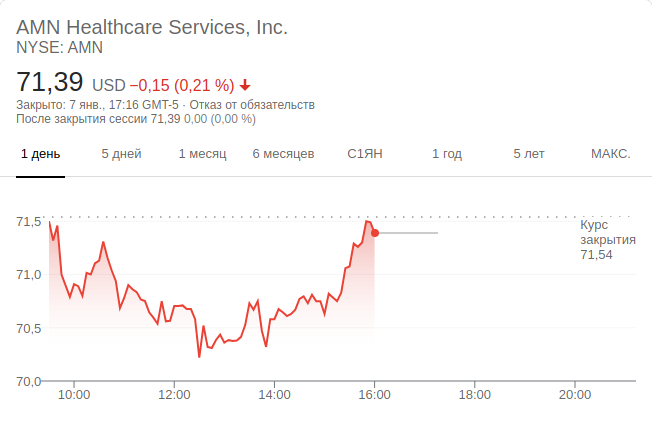 AMN Healthcare Services, Inc.
NYSE: AMN
71,39 USD −0,15 (0,21 %)
Закрыто: 7 янв., 17:16 GMT-5 · Отказ от обязательств
После закрытия сессии 71,39 0,00 (0,00 %)
1 день 5 дней 1 месяц 6 месяцев С1ЯН 1 год 5 лет МАКС.
71,5
71,0
70,5
70,0
Курс
закрытия
71,54
10:00 12:00 14:00 16:00 18:00 20:00